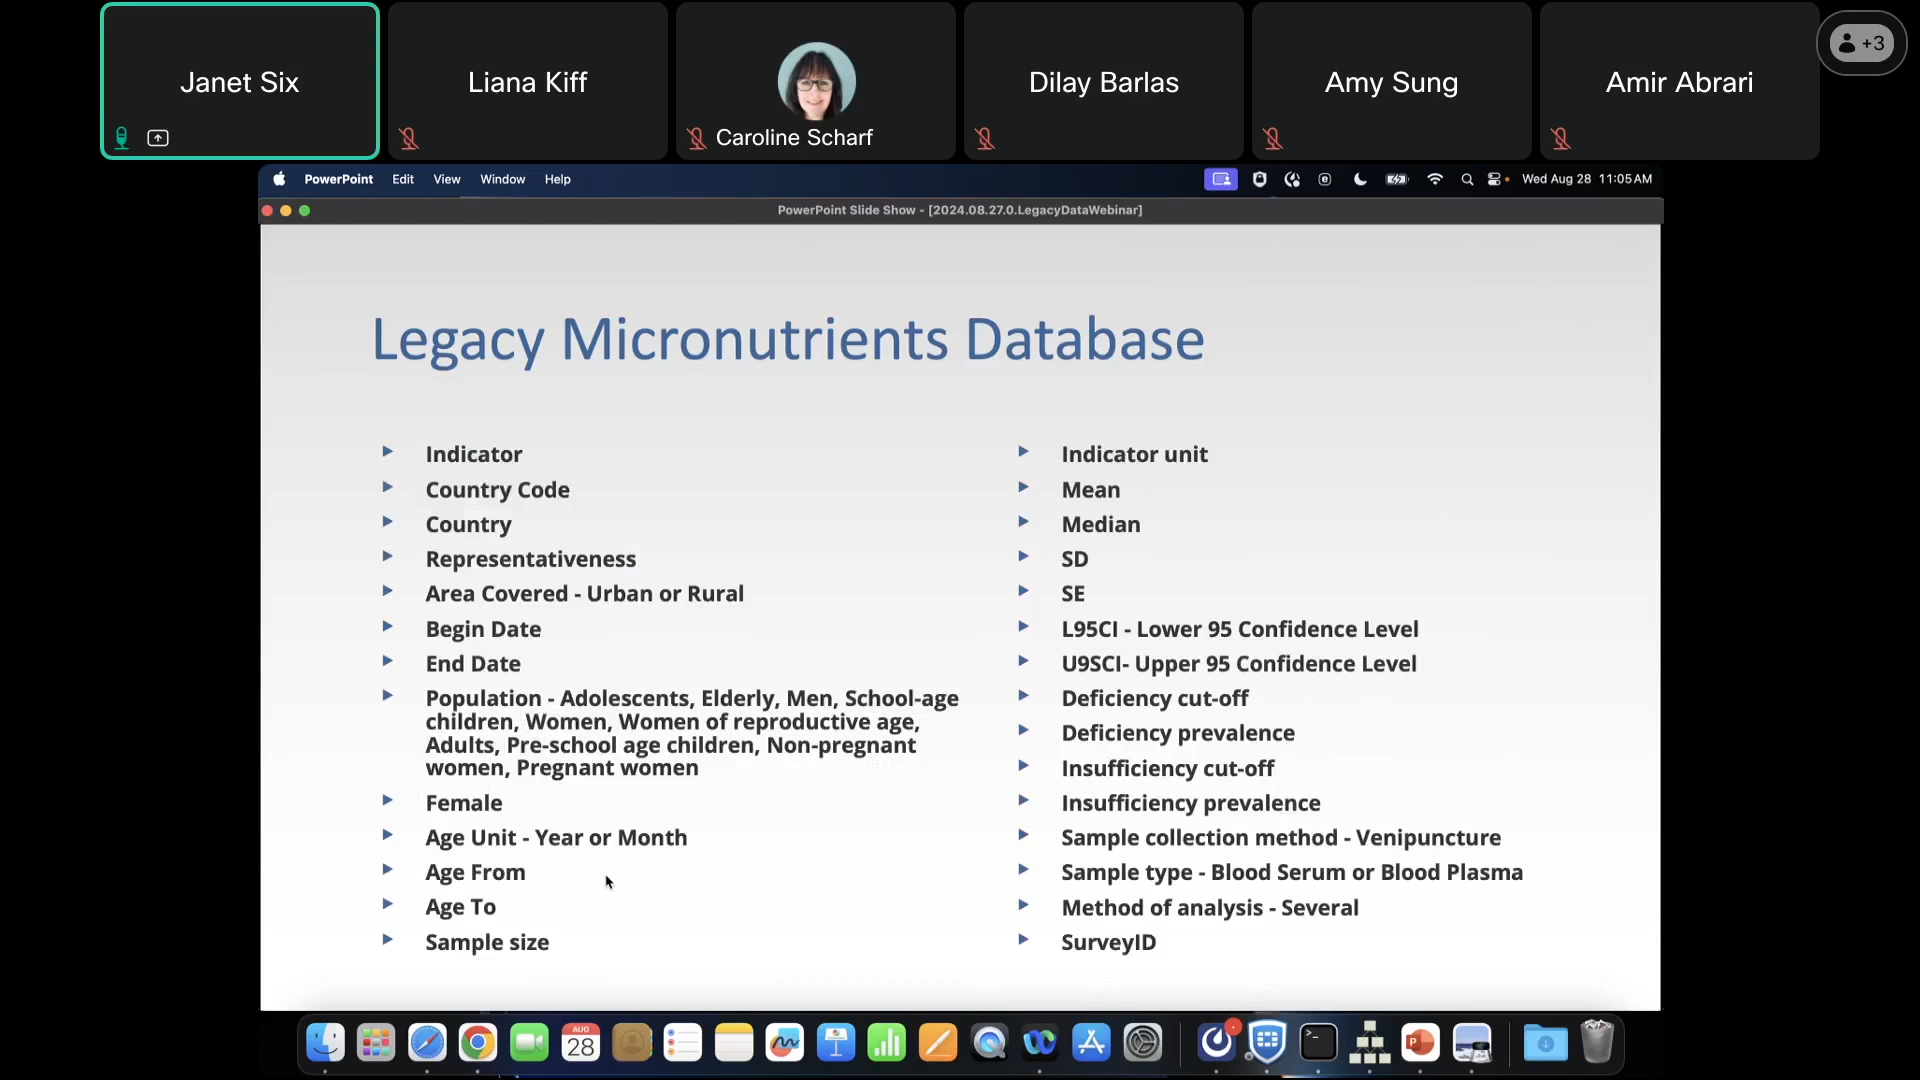 Janet Six
Liana Kiff
Caroline Scharf
Dilay Barlas
Amy Sung
Amir Abrari
+3
PowerPoint Edit View Window Help
Wed Aug 28 11:05 AM
PowerPoint Slide Show - [2024.08.27.0.LegacyDataWebinar]
Legacy Micronutrients Database
Indicator
Country Code
Country
Representativeness
Area Covered - Urban or Rural
Begin Date
End Date
Population - Adolescents, Elderly, Men, School-age
children, Women, Women of reproductive age,
Adults, Pre-school age children, Non-pregnant
women, Pregnant women
Female
Age Unit - Year or Month
Age From
Age To
Sample size
Indicator unit
Mean
Median
SD
SE
L95CI - Lower 95 Confidence Level
U9SCI- Upper 95 Confidence Level
Deficiency cut-off
Deficiency prevalence
Insufficiency cut-off
Insufficiency prevalence
Sample collection method - Venipuncture
Sample type - Blood Serum or Blood Plasma
Method of analysis - Several
SurveyID
AUG
28